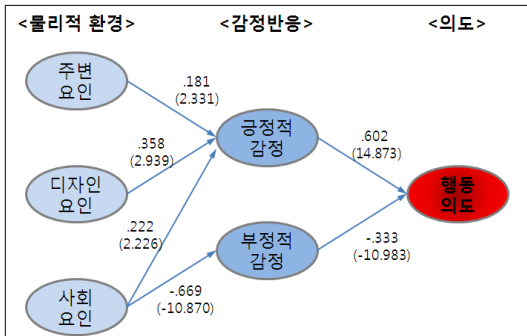 <물리적 환경> <감정반응> <의도>
주변
요인
.181
(2.331)
긍정적
감정
.602
(14.873)
.358
(2.939)
디자인
요인
행동
의도
.222
(2.226)
부정적
감정
-.333
(-10.983)
-.669
(-10.870)
사회
요인